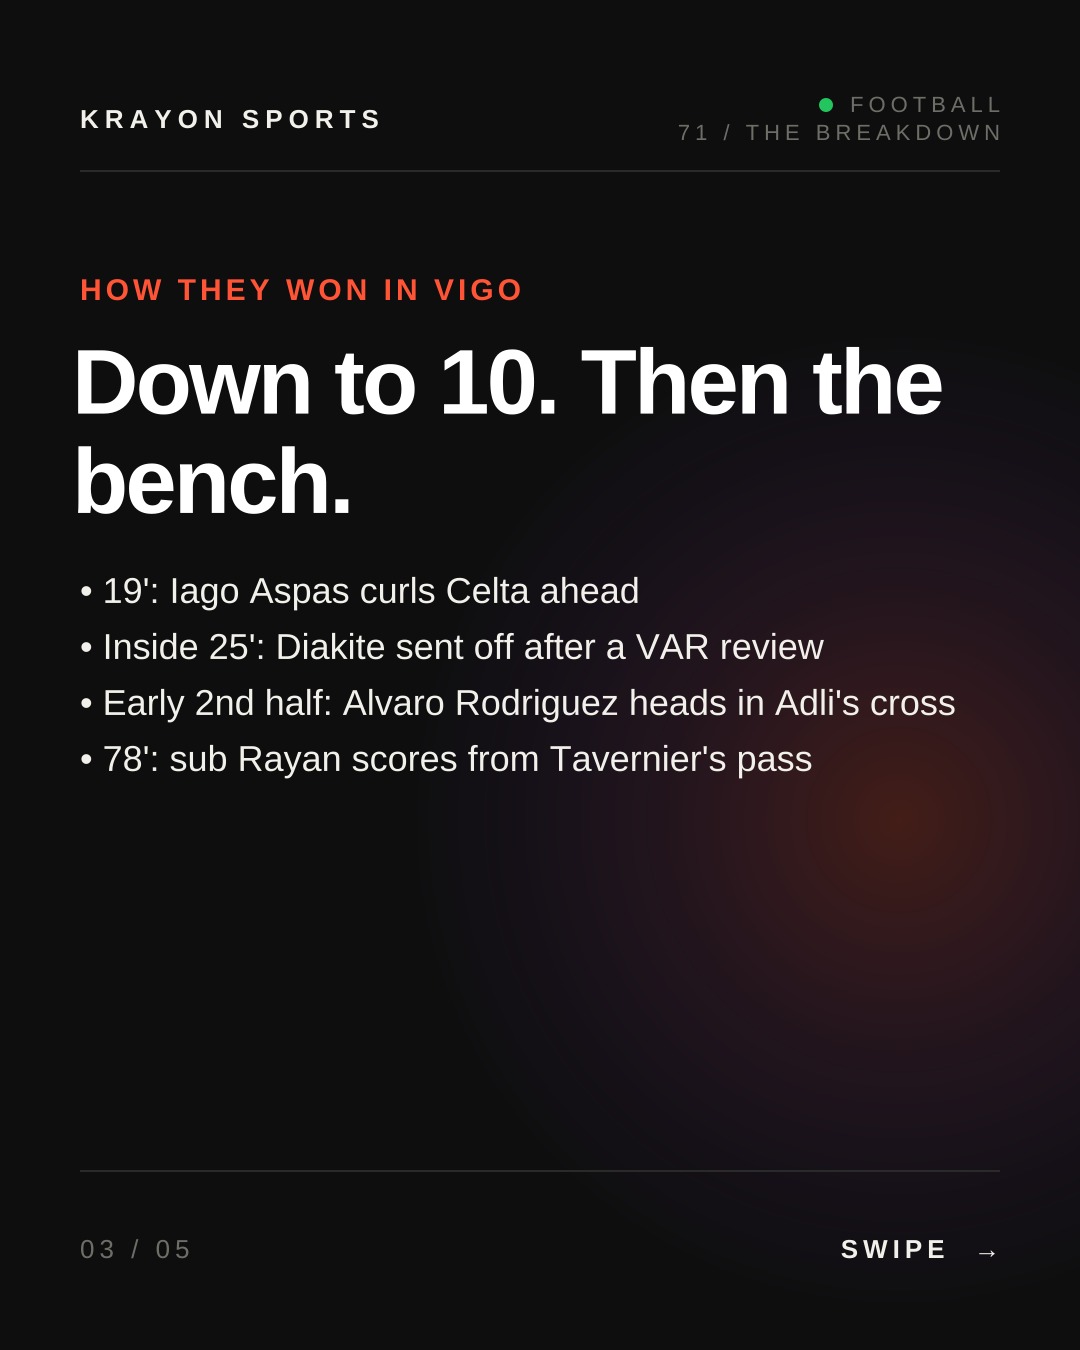 KRAYON SPORTS
● FOOTBALL
71 / THE BREAKDOWN
HOW THEY WON IN VIGO
Down to 10. Then the
bench.
• 19': Iago Aspas curls Celta ahead
• Inside 25': Diakite sent off after a VAR review
• Early 2nd half: Alvaro Rodriguez heads in Adli's cross
• 78': sub Rayan scores from Tavernier's pass
03 / 05
SWIPE →